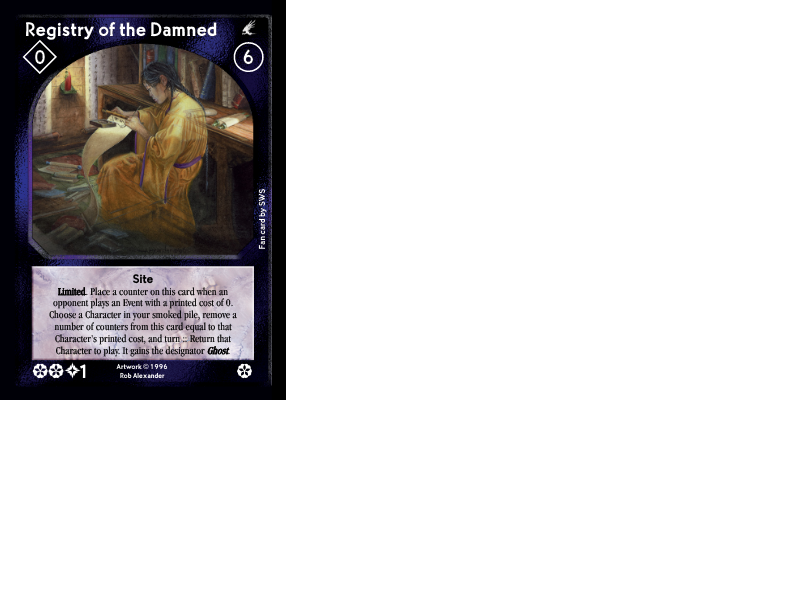 Registry of the Damned
0
6
Fan card by SWS
Site
Limited. Place a counter on this card when an
opponent plays an Event with a printed cost of 0.
Choose a Character in your smoked pile, remove a
number of counters from this card equal to that
Character's printed cost, and turn :: Return that
Character to play. It gains the designator Ghost.
1
Artwork © 1996
Rob Alexander